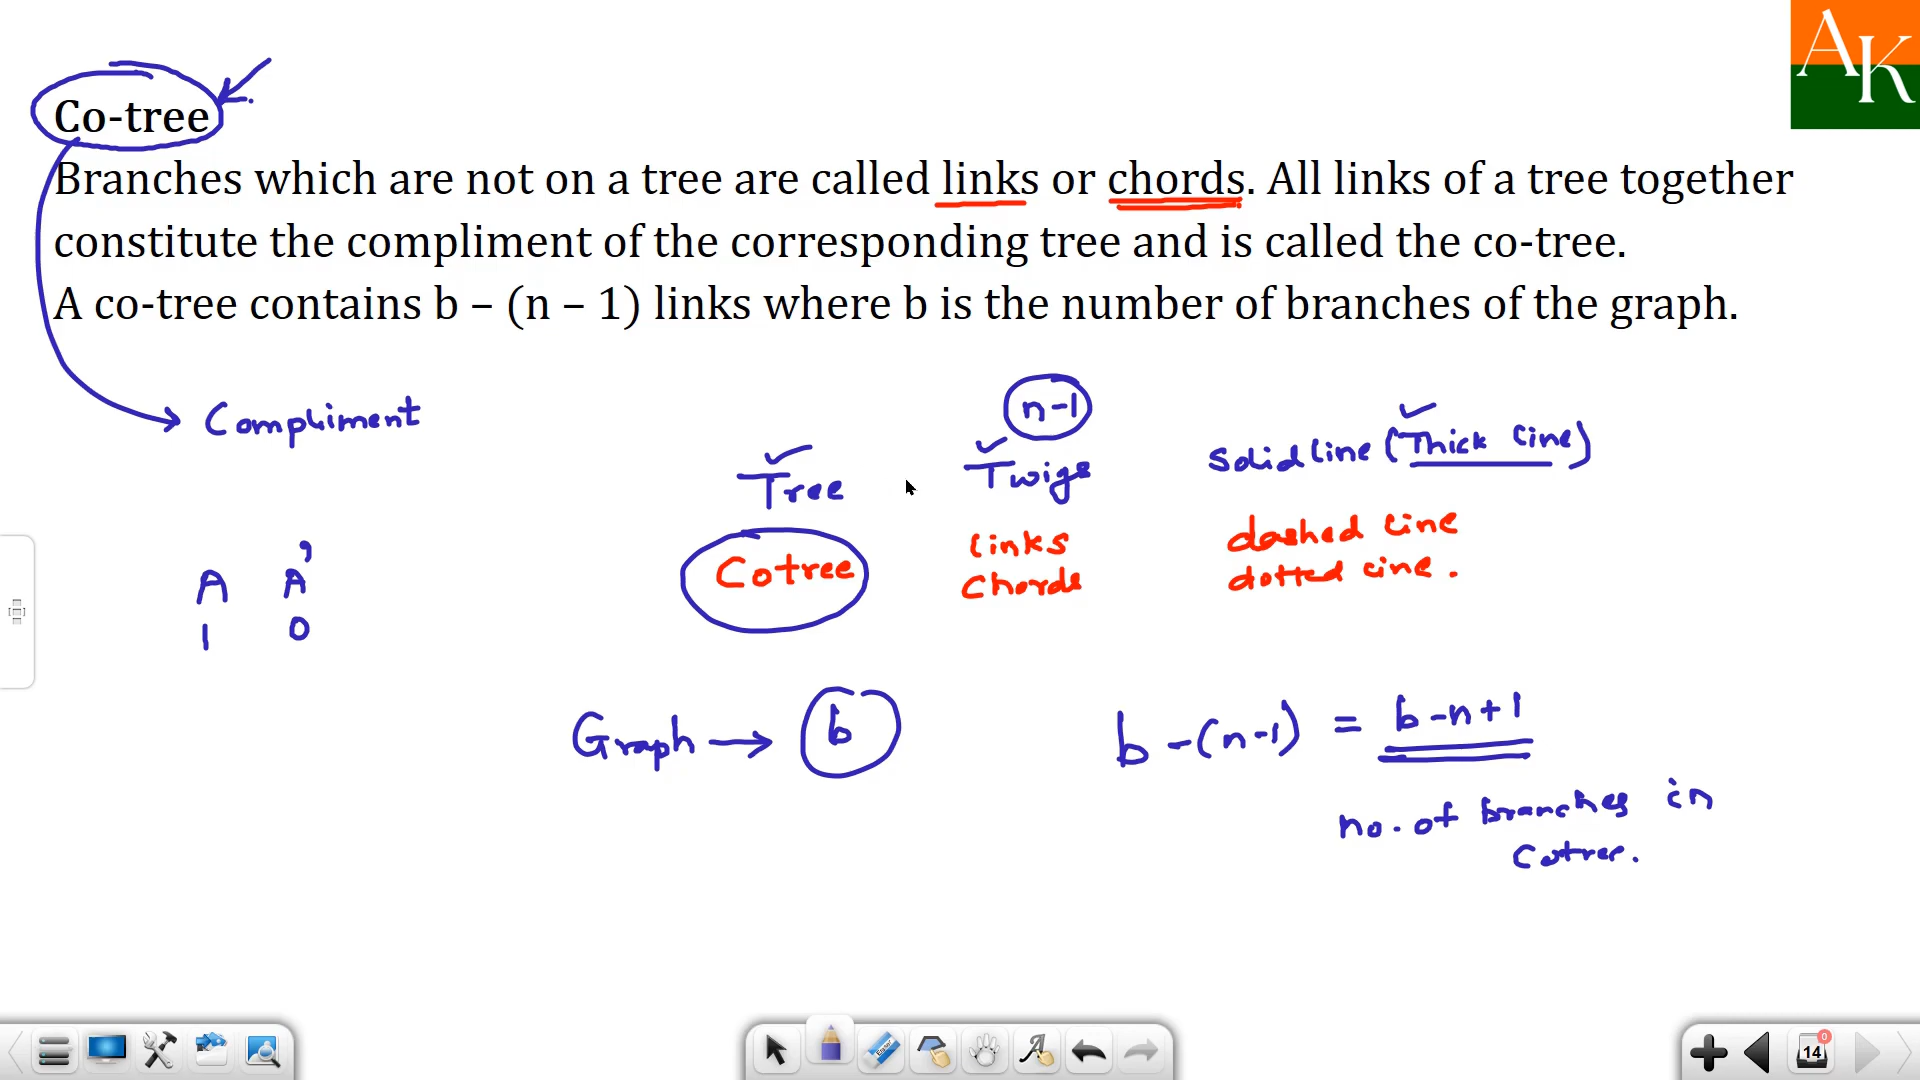 AK
Co-tree
Branches which are not on a tree are called links or chords. All links of a tree together
constitute the compliment of the corresponding tree and is called the co-tree.
A co-tree contains b – (n – 1) links where b is the number of branches of the graph.
Compliment
n-1
Tree Twigs Solid Line (Thick Line)
Cotree Links dashed line
Chords dotted line.
A A'
1 0
Graph → b b-(n-1) = b-n+1
no. of branches in
Cotree.
Eraser
14
0